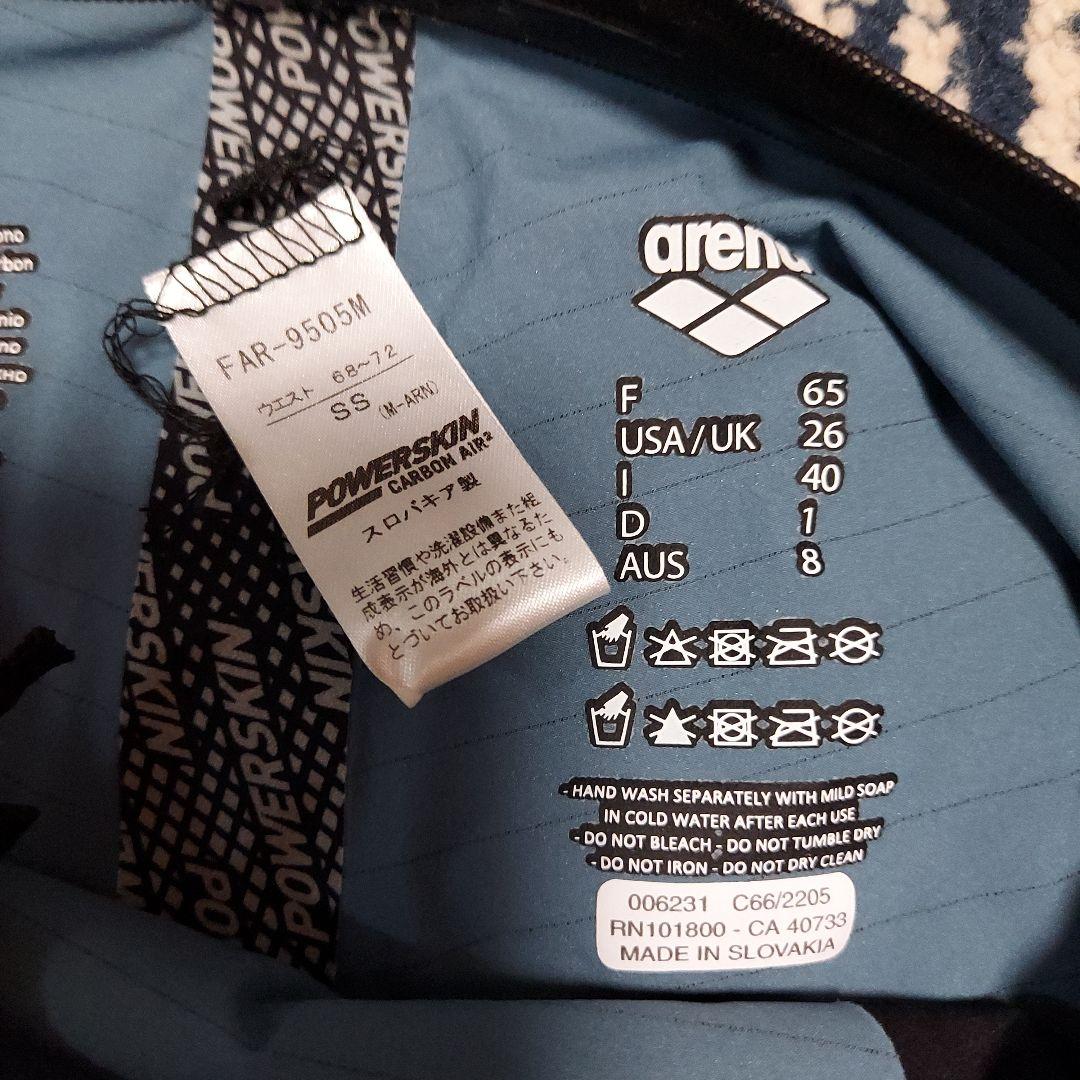 FAR-9505M
ウエスト 68～72
SS (M-ARN)
POWERSKIN
CARBON AIR²
スロバキア製
生活習慣や洗濯設備また組
成表示が海外とは異なるた
め、このラベルの表示にも
とづいてお取扱い下さい。
arena
F 65
USA/UK 26
I 40
D 1
AUS 8
- HAND WASH SEPARATELY WITH MILD SOAP
IN COLD WATER AFTER EACH USE
- DO NOT BLEACH - DO NOT TUMBLE DRY
- DO NOT IRON - DO NOT DRY CLEAN
006231 C66/2205
RN101800 - CA 40733
MADE IN SLOVAKIA
POWERSKIN
POWERSKIN